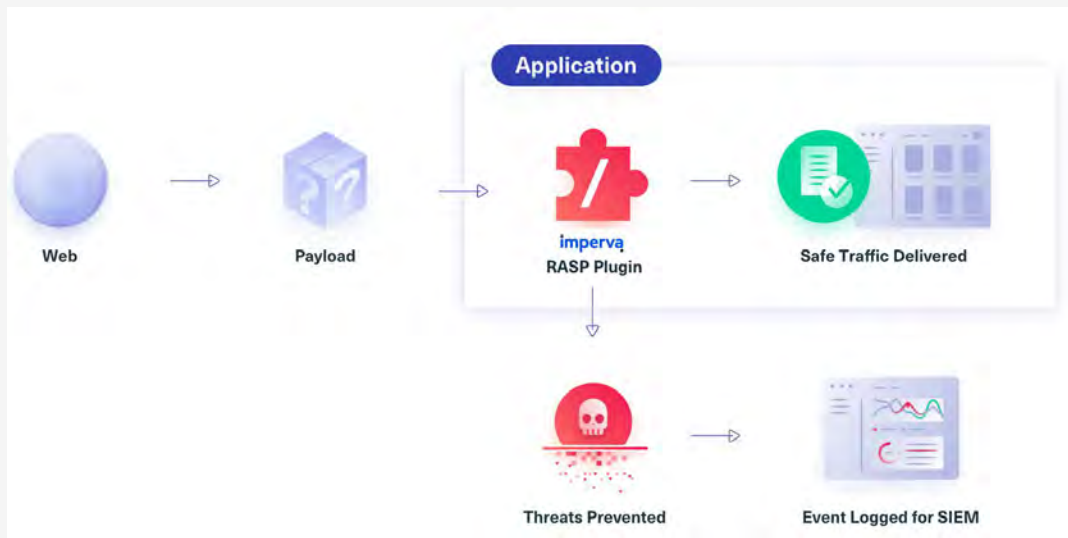 Application
Web
Payload
imperva
RASP Plugin
Safe Traffic Delivered
Threats Prevented
Event Logged for SIEM